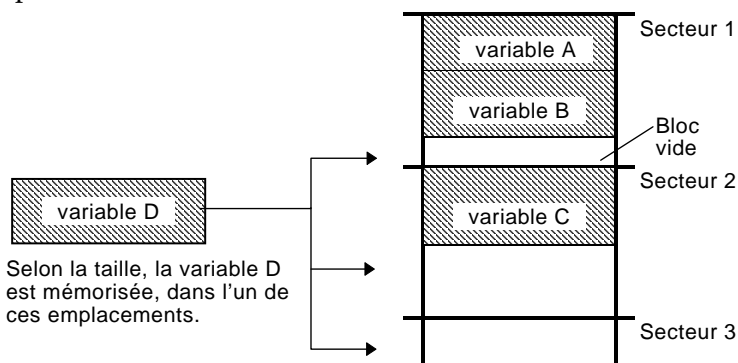 Secteur 1
variable A
variable B
Bloc
vide
Secteur 2
variable D
variable C
Selon la taille, la variable D
est mémorisée, dans l'un de
ces emplacements.
Secteur 3